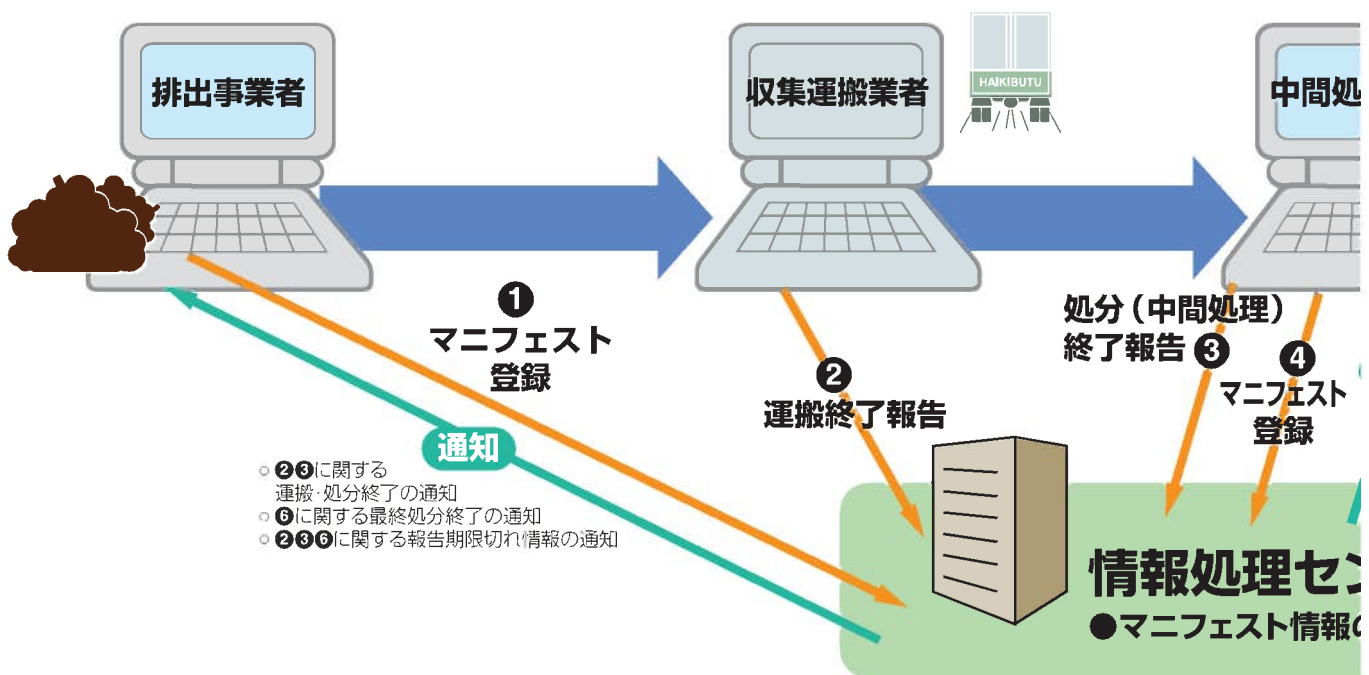 排出事業者
収集運搬業者
HAIKIBUTU
中間処
❶
マニフェスト
登録
❷
運搬終了報告
処分（中間処理）
終了報告❸
❹
マニフェスト
登録
通知
○❷❸に関する
運搬・処分終了の通知
○❻に関する最終処分終了の通知
○❷❸❻に関する報告期限切れ情報の通知
情報処理セン
●マニフェスト情報の